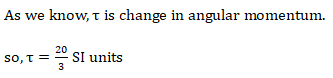 As we know, τ is change in angular momentum.
so, τ = 20/3 SI units